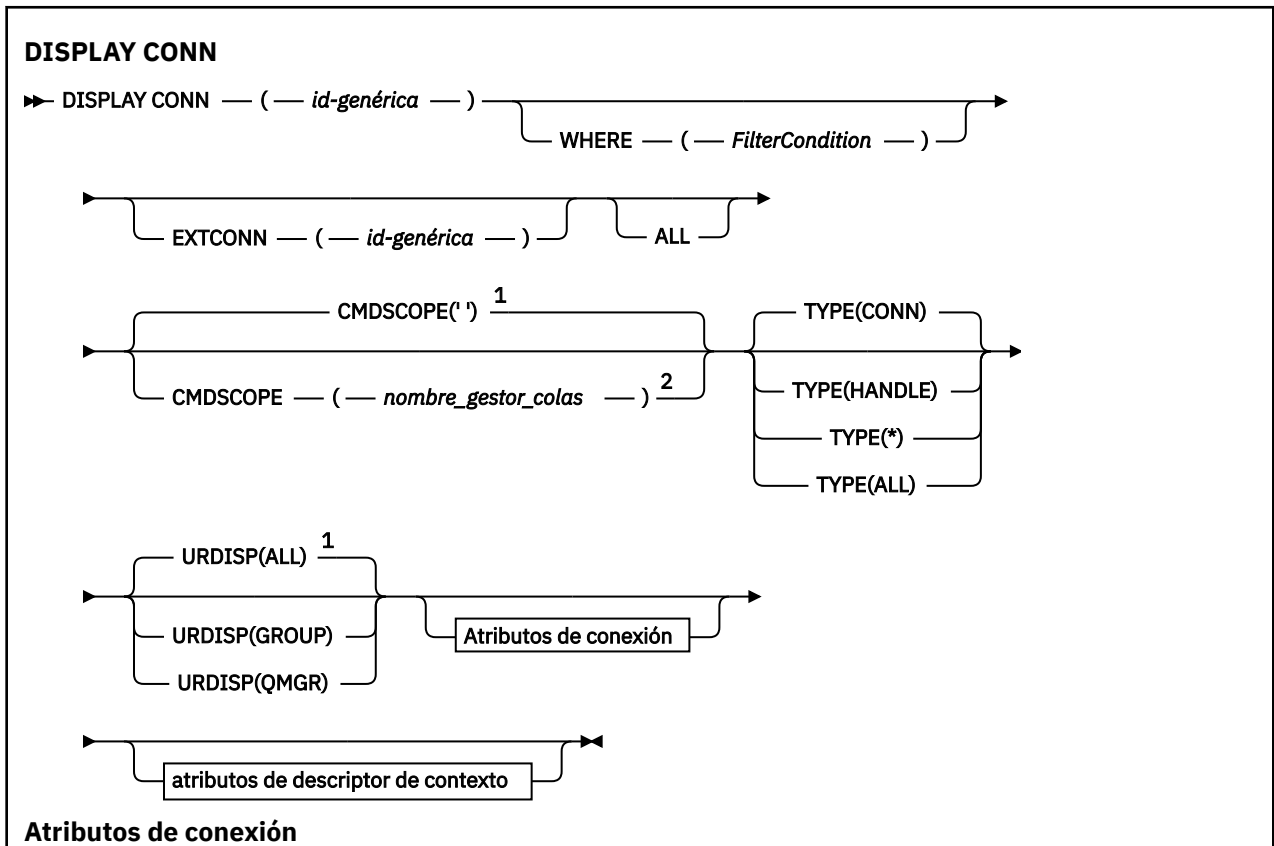 DISPLAY CONN
DISPLAY CONN — ( — id-genérica — )
WHERE — ( — FilterCondition — )
EXTCONN — ( — id-genérica — )
ALL
CMDSCOPE(' ') 1
CMDSCOPE — ( — nombre_gestor_colas — ) 2
TYPE(CONN)
TYPE(HANDLE)
TYPE(*)
TYPE(ALL)
URDISP(ALL) 1
URDISP(GROUP)
URDISP(QMGR)
Atributos de conexión
atributos de descriptor de contexto
Atributos de conexión